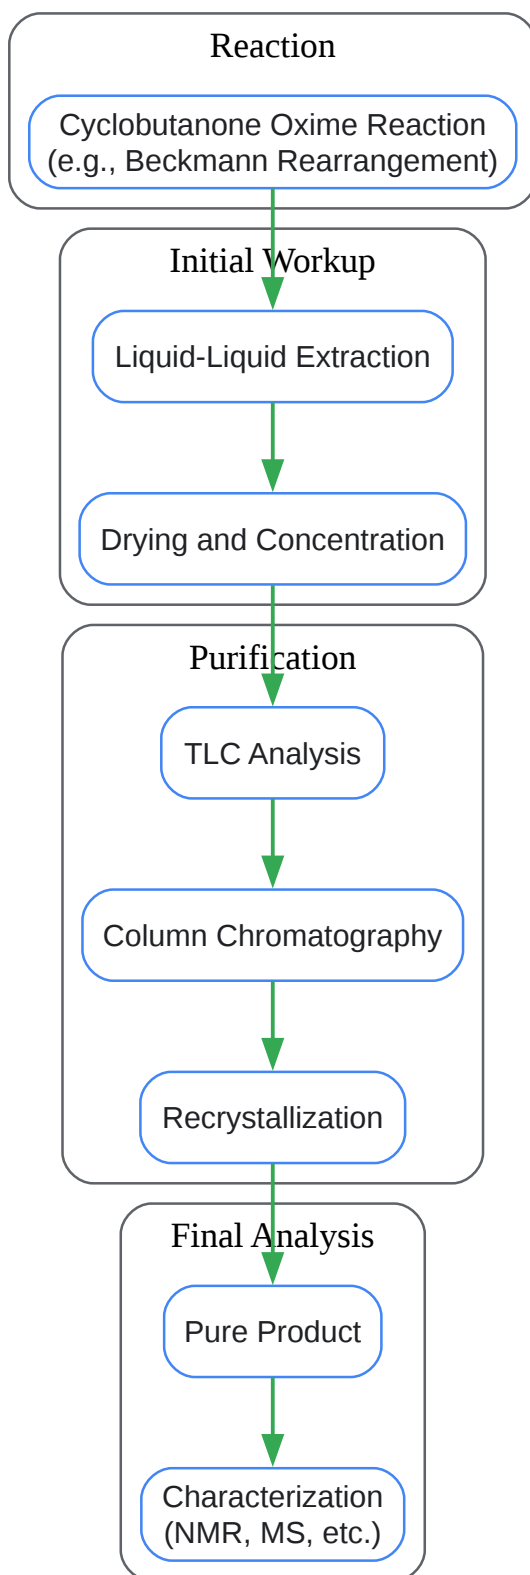 Reaction
Cyclobutanone Oxime Reaction
(e.g., Beckmann Rearrangement)
Initial Workup
Liquid-Liquid Extraction
Drying and Concentration
Purification
TLC Analysis
Column Chromatography
Recrystallization
Final Analysis
Pure Product
Characterization
(NMR, MS, etc.)